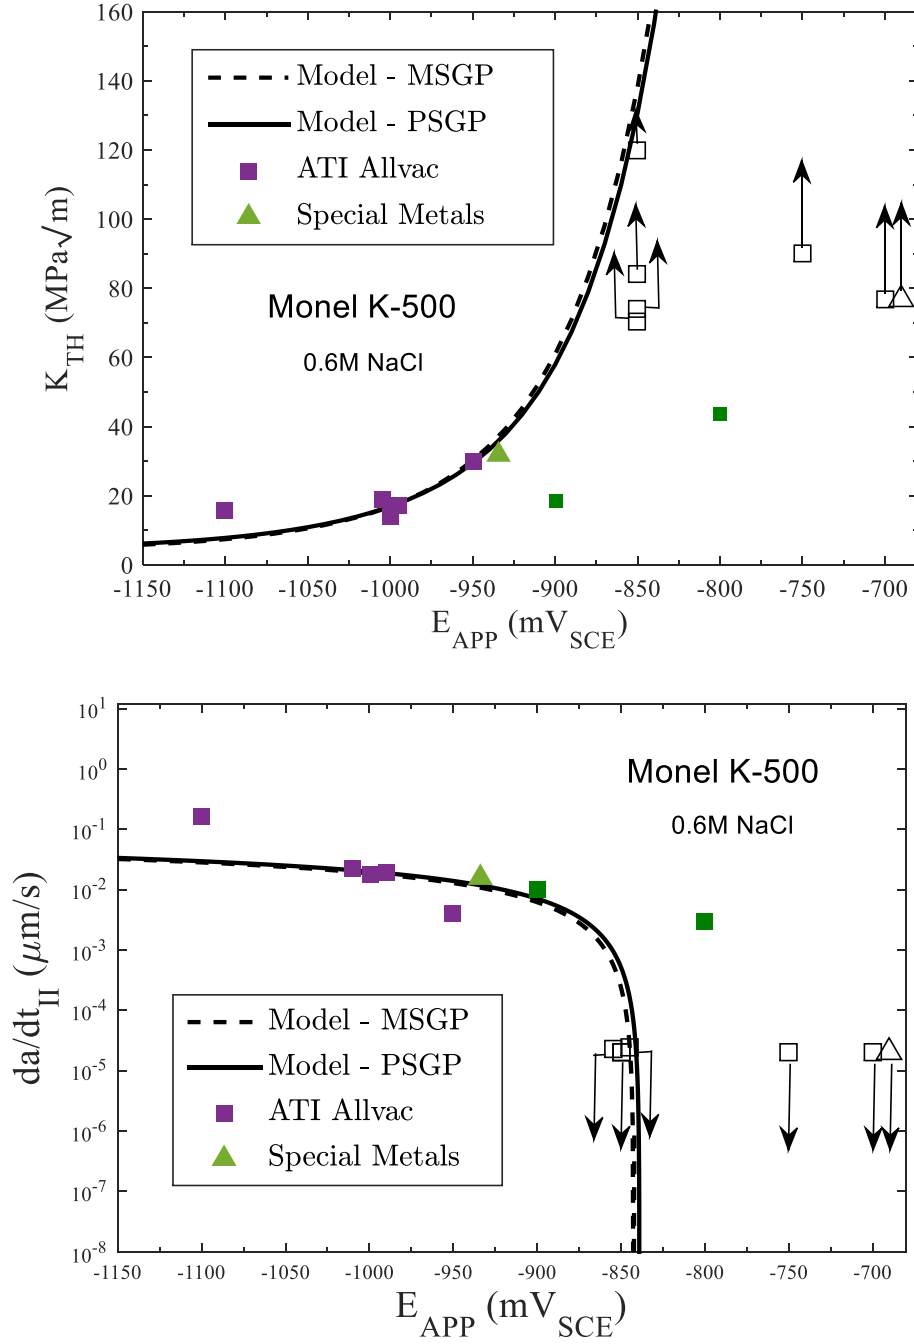 160
140
120
100
80
60
40
20
0
K_TH (MPa√m)
Model - MSGP
Model - PSGP
ATI Allvac
Special Metals
Monel K-500
0.6M NaCl
-1150 -1100 -1050 -1000 -950 -900 -850 -800 -750 -700
E_APP (mV_SCE)
10^1
10^0
10^-1
10^-2
10^-3
10^-4
10^-5
10^-6
10^-7
10^-8
da/dt_II (μm/s)
Monel K-500
0.6M NaCl
Model - MSGP
Model - PSGP
ATI Allvac
Special Metals
-1150 -1100 -1050 -1000 -950 -900 -850 -800 -750 -700
E_APP (mV_SCE)